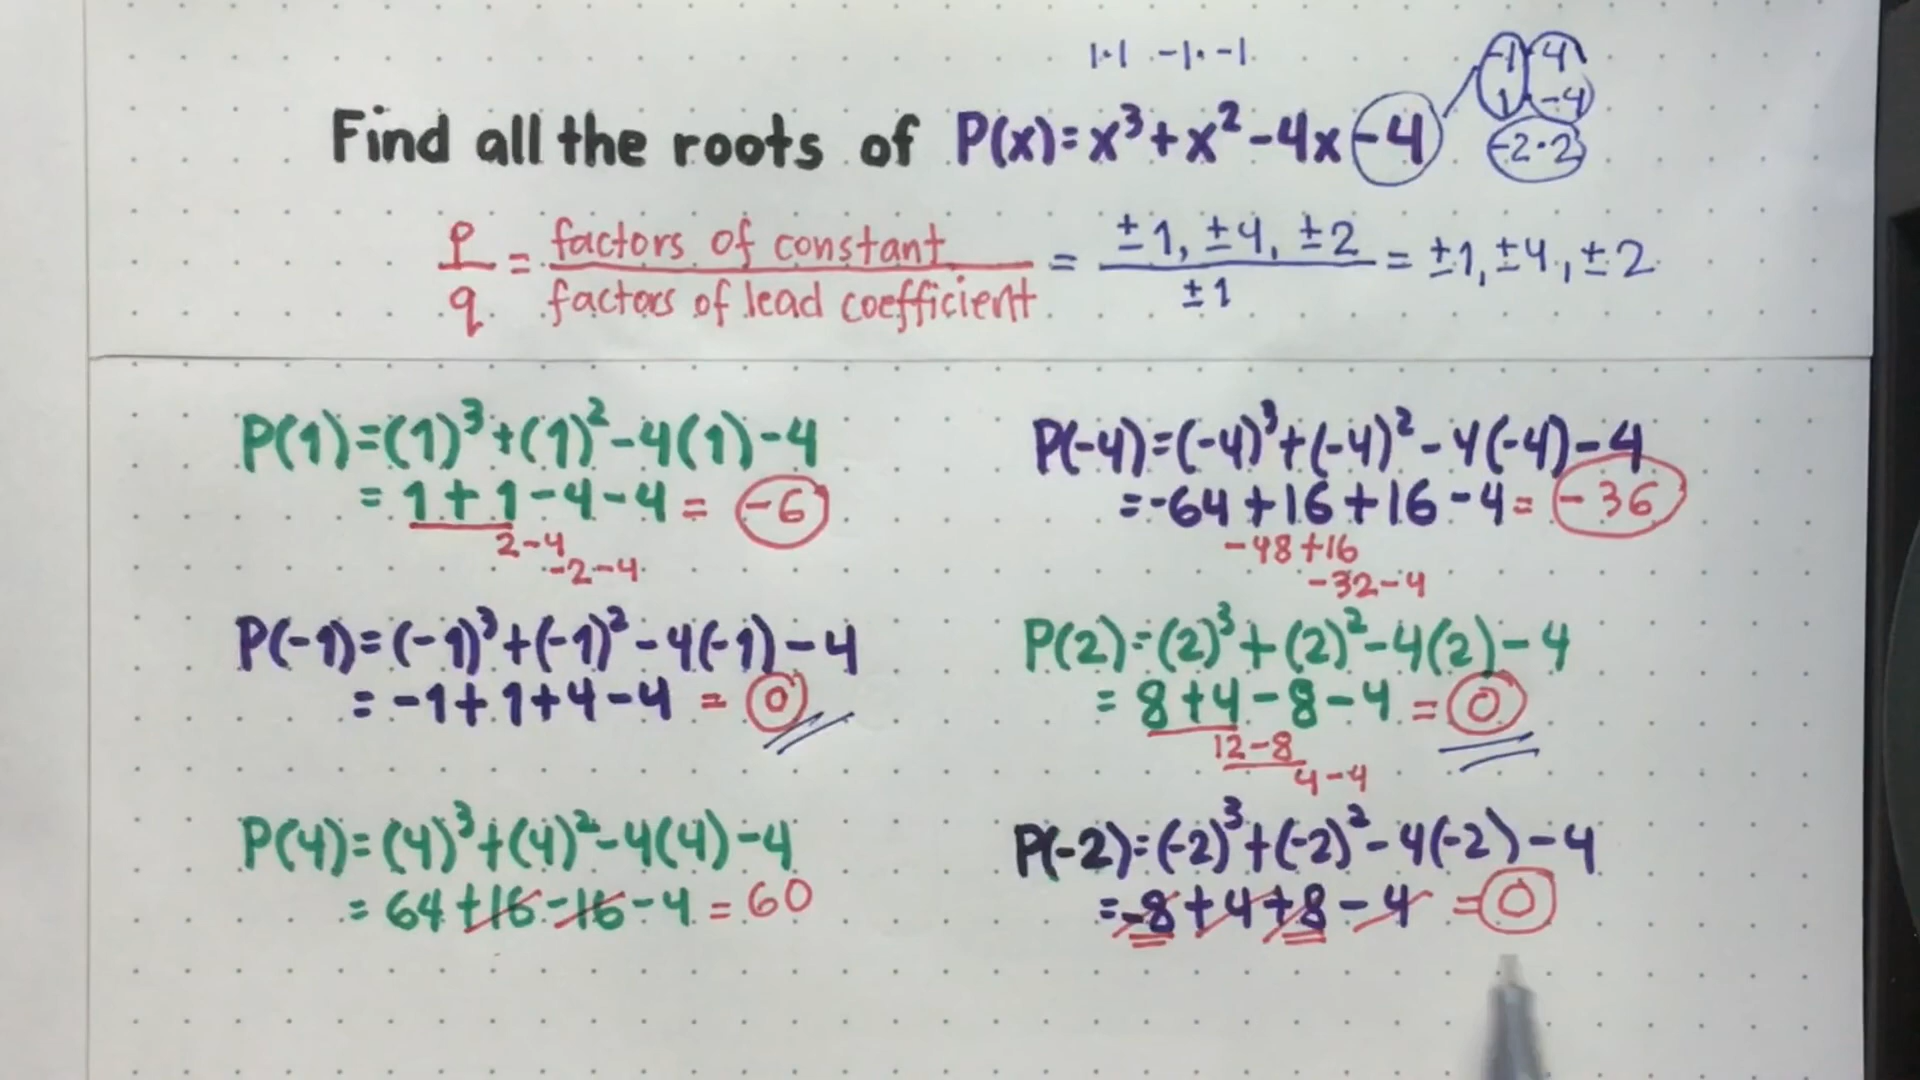 1·1 -1·-1
-1 4
1 -4
-2·2
Find all the roots of P(x)=x³+x²-4x-4
p/q = factors of constant/factors of lead coefficient = ±1, ±4, ±2/±1 = ±1, ±4, ±2
P(1)=(1)³+(1)²-4(1)-4
= 1+1-4-4 = -6
2-4
-2-4
P(-1)=(-1)³+(-1)²-4(-1)-4
= -1+1+4-4 = 0
P(4)=(4)³+(4)²-4(4)-4
= 64+16-16-4 = 60
P(-4)=(-4)³+(-4)²-4(-4)-4
=-64+16+16-4 = -36
-48+16
-32-4
P(2)=(2)³+(2)²-4(2)-4
= 8+4-8-4 = 0
12-8
4-4
P(-2)=(-2)³+(-2)²-4(-2)-4
=-8+4+8-4 = 0